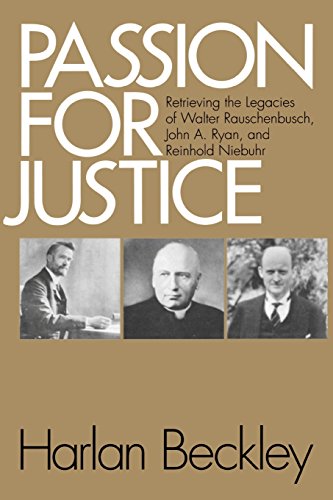 PASSION
FOR
JUSTICE
Retrieving the Legacies
of Walter Rauschenbusch,
John A. Ryan, and
Reinhold Niebuhr
Harlan Beckley